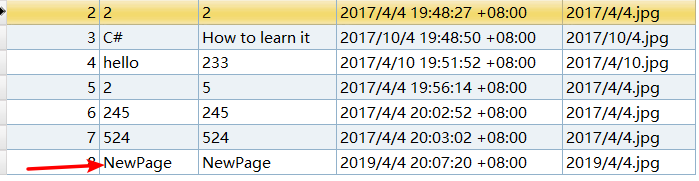 2 2 2 2017/4/4 19:48:27 +08:00 2017/4/4.jpg
3 C# How to learn it 2017/10/4 19:48:50 +08:00 2017/10/4.jpg
4 hello 233 2017/4/10 19:51:52 +08:00 2017/4/10.jpg
5 2 5 2017/4/4 19:56:14 +08:00 2017/4/4.jpg
6 245 245 2017/4/4 20:02:52 +08:00 2017/4/4.jpg
7 524 524 2017/4/4 20:03:02 +08:00 2017/4/4.jpg
8 NewPage NewPage 2019/4/4 20:07:20 +08:00 2019/4/4.jpg